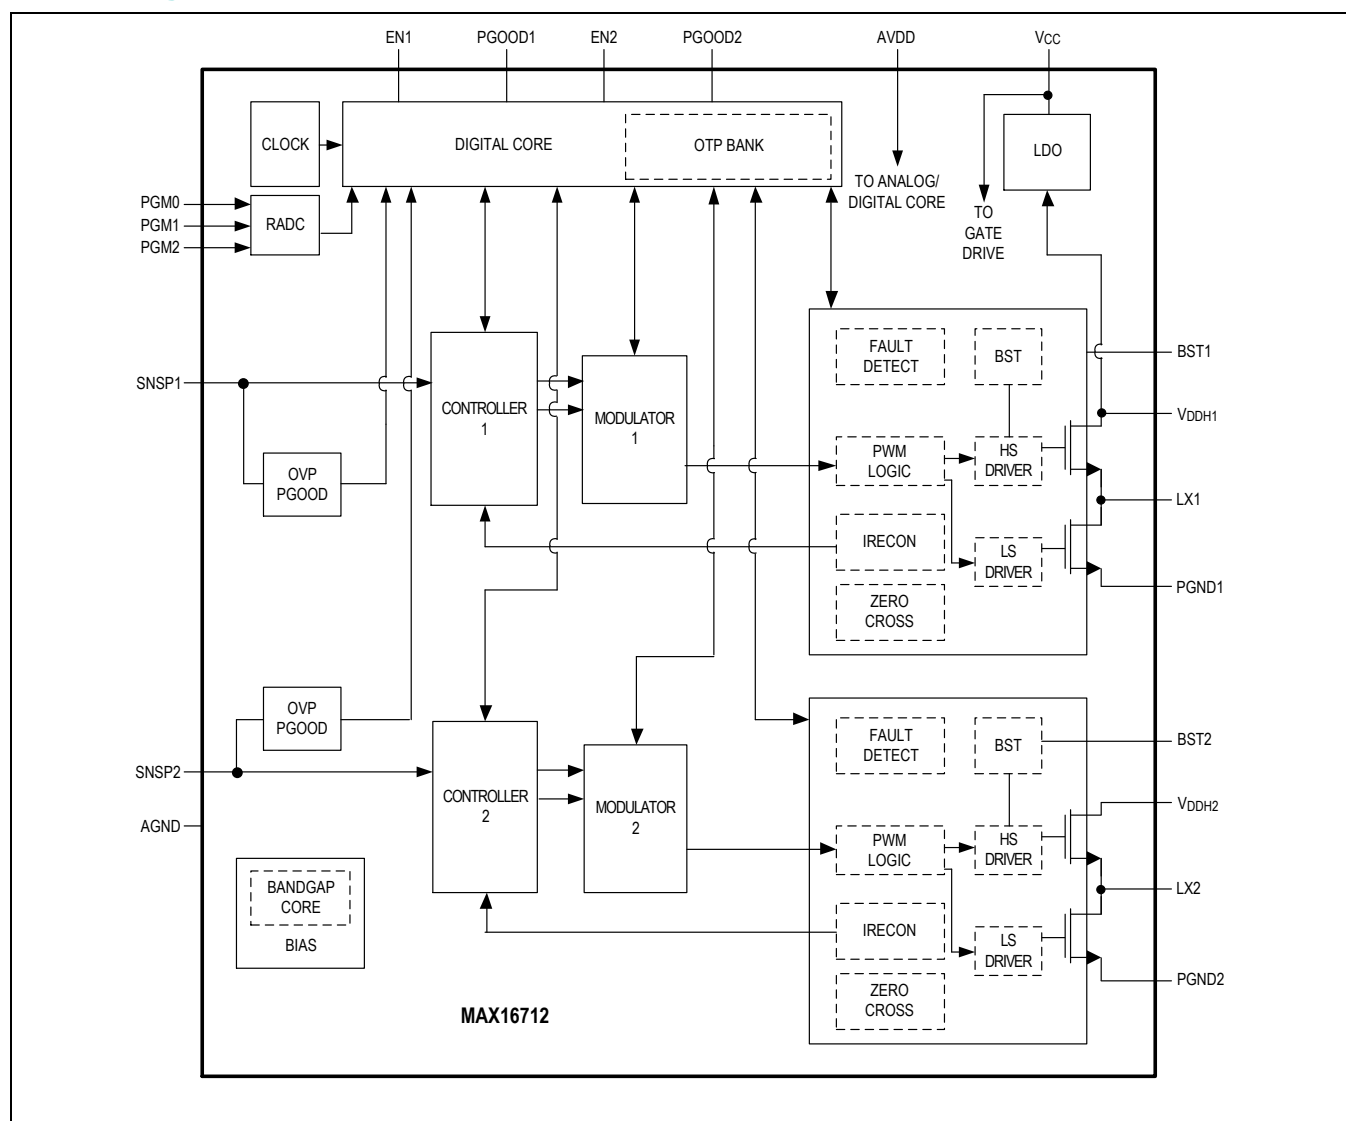 EN1
PGOOD1
EN2
PGOOD2
AVDD
VCC
CLOCK
DIGITAL CORE
OTP BANK
LDO
TO ANALOG/
DIGITAL CORE
TO
GATE
DRIVE
PGM0
PGM1
PGM2
RADC
SNSP1
OVP
PGOOD
CONTROLLER
1
MODULATOR
1
FAULT
DETECT
BST
PWM
LOGIC
HS
DRIVER
IRECON
LS
DRIVER
ZERO
CROSS
BST1
VDDH1
LX1
PGND1
OVP
PGOOD
SNSP2
AGND
CONTROLLER
2
MODULATOR
2
FAULT
DETECT
BST
PWM
LOGIC
HS
DRIVER
IRECON
LS
DRIVER
ZERO
CROSS
BST2
VDDH2
LX2
PGND2
BANDGAP
CORE
BIAS
MAX16712